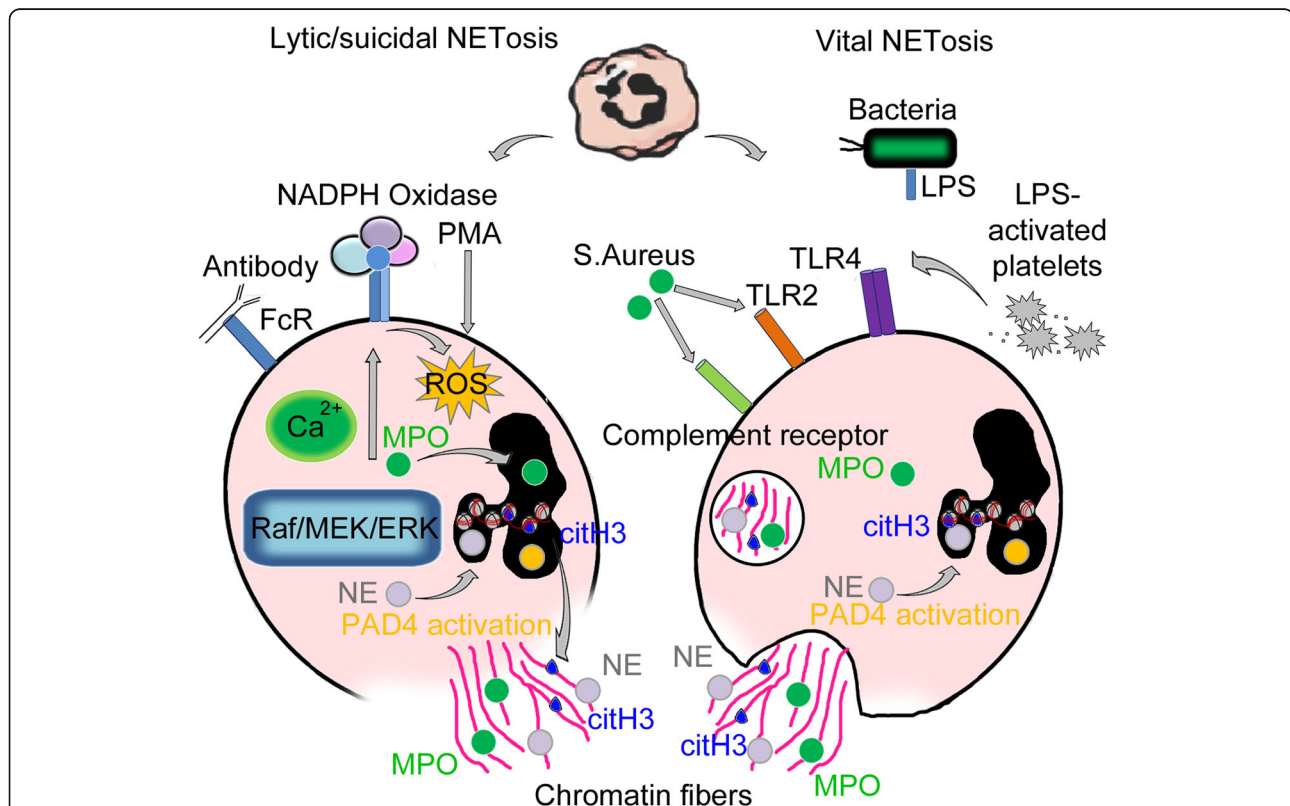 Lytic/suicidal NETosis
Vital NETosis
Bacteria
LPS
NADPH Oxidase
PMA
LPS-
activated
platelets
Antibody
FcR
S.Aureus
TLR4
TLR2
ROS
Ca2+
MPO
Complement receptor
MPO
Raf/MEK/ERK
citH3
citH3
NE
PAD4 activation
NE
PAD4 activation
NE
citH3
MPO
NE
citH3
MPO
Chromatin fibers